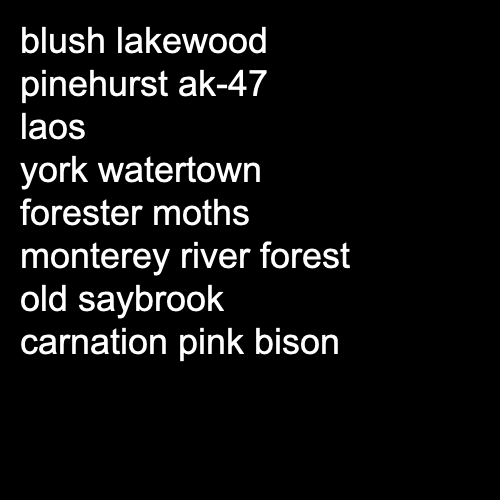 blush lakewood
pinehurst ak-47
laos
york watertown
forester moths
monterey river forest
old saybrook
carnation pink bison